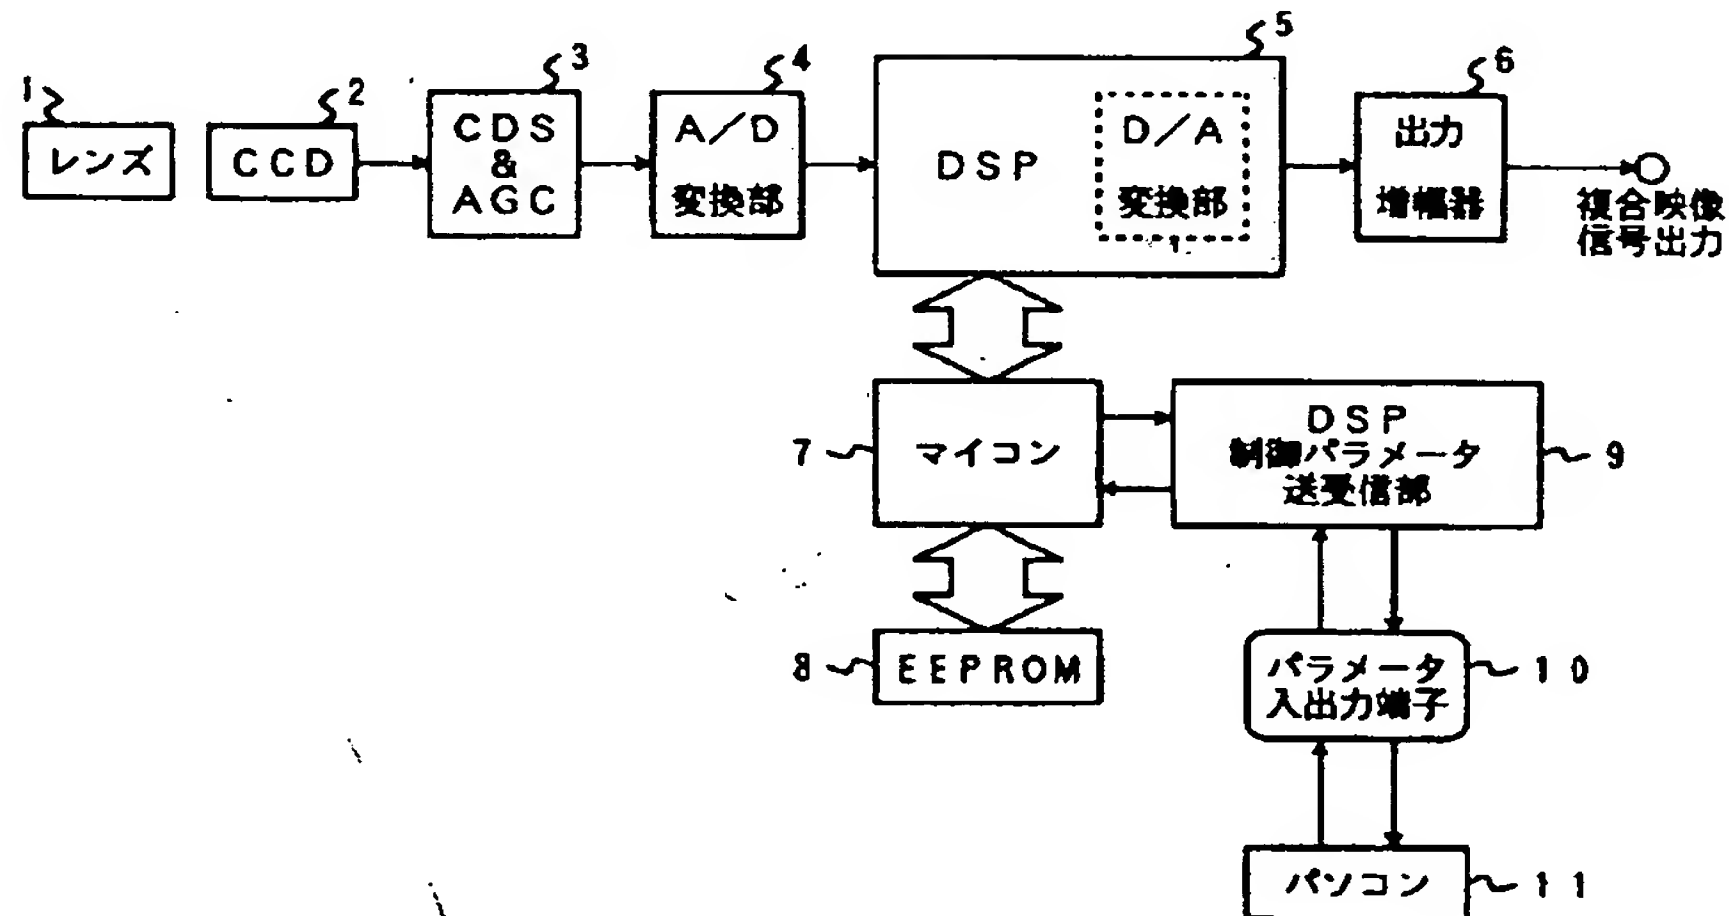 1
レンズ
2
CCD
3
CDS
&
AGC
4
A/D
変換部
5
DSP
D/A
変換部
6
出力
増幅器
複合映像
信号出力
7
マイコン
DSP
制御パラメータ
送受信部
9
8
EEPROM
パラメータ
入出力端子
10
パソコン
11